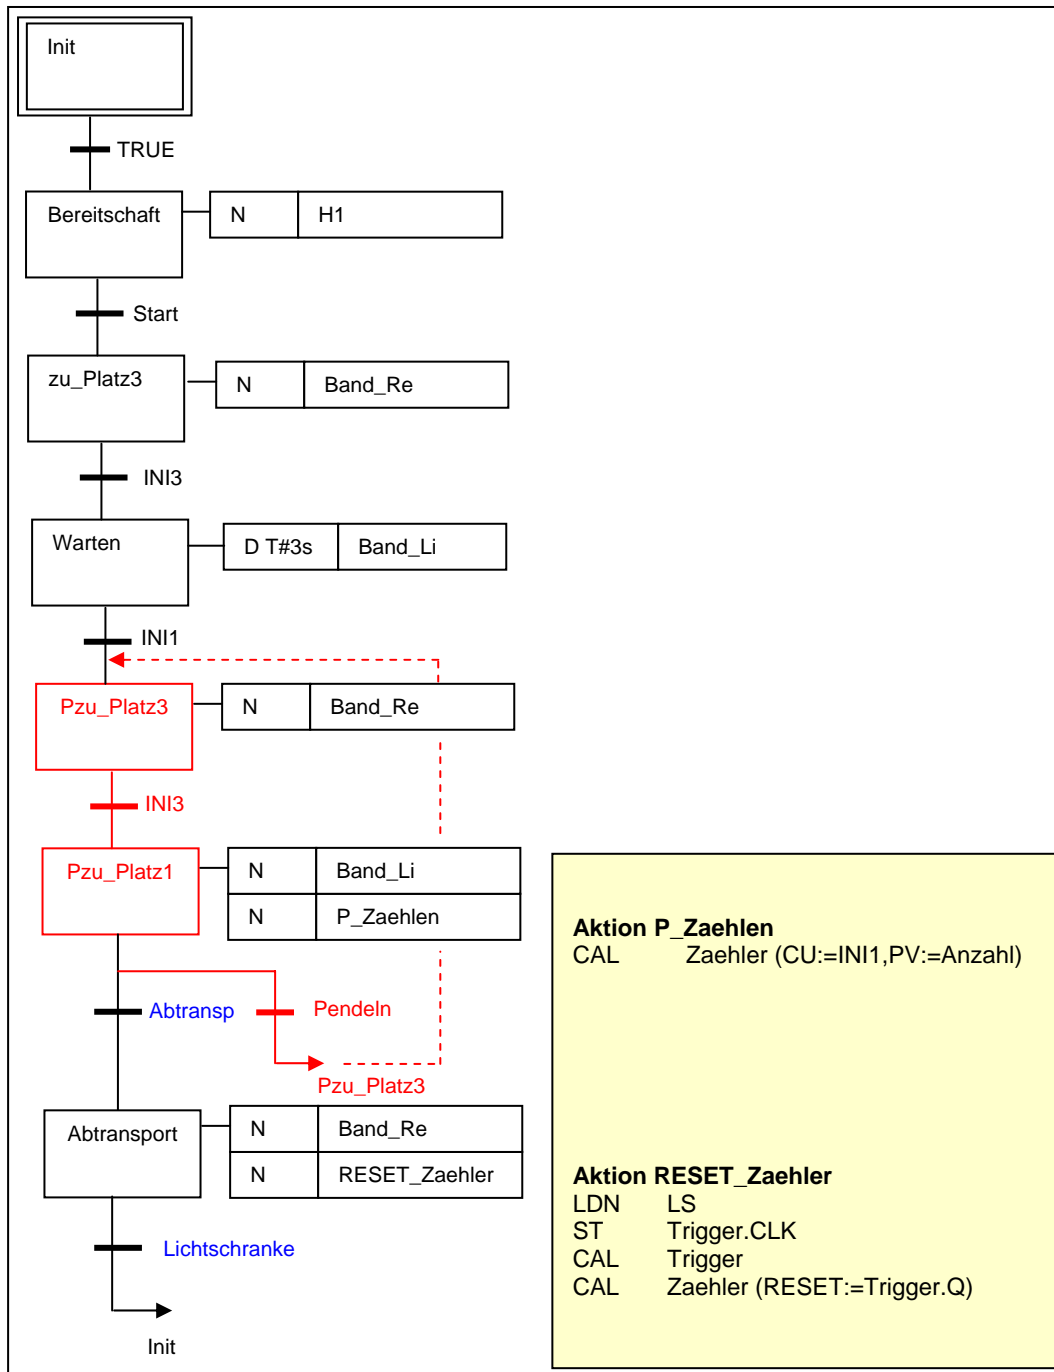 Init
TRUE
Bereitschaft N H1
Start
zu_Platz3 N Band_Re
INI3
Warten D T#3s Band_Li
INI1
Pzu_Platz3 N Band_Re
INI3
Pzu_Platz1 N Band_Li
N P_Zaehlen
Abtransp Pendeln
Pzu_Platz3
Abtransport N Band_Re
N RESET_Zaehler
Lichtschranke
Init
Aktion P_Zaehlen
CAL Zaehler (CU:=INI1,PV:=Anzahl)
Aktion RESET_Zaehler
LDN LS
ST Trigger.CLK
CAL Trigger
CAL Zaehler (RESET:=Trigger.Q)